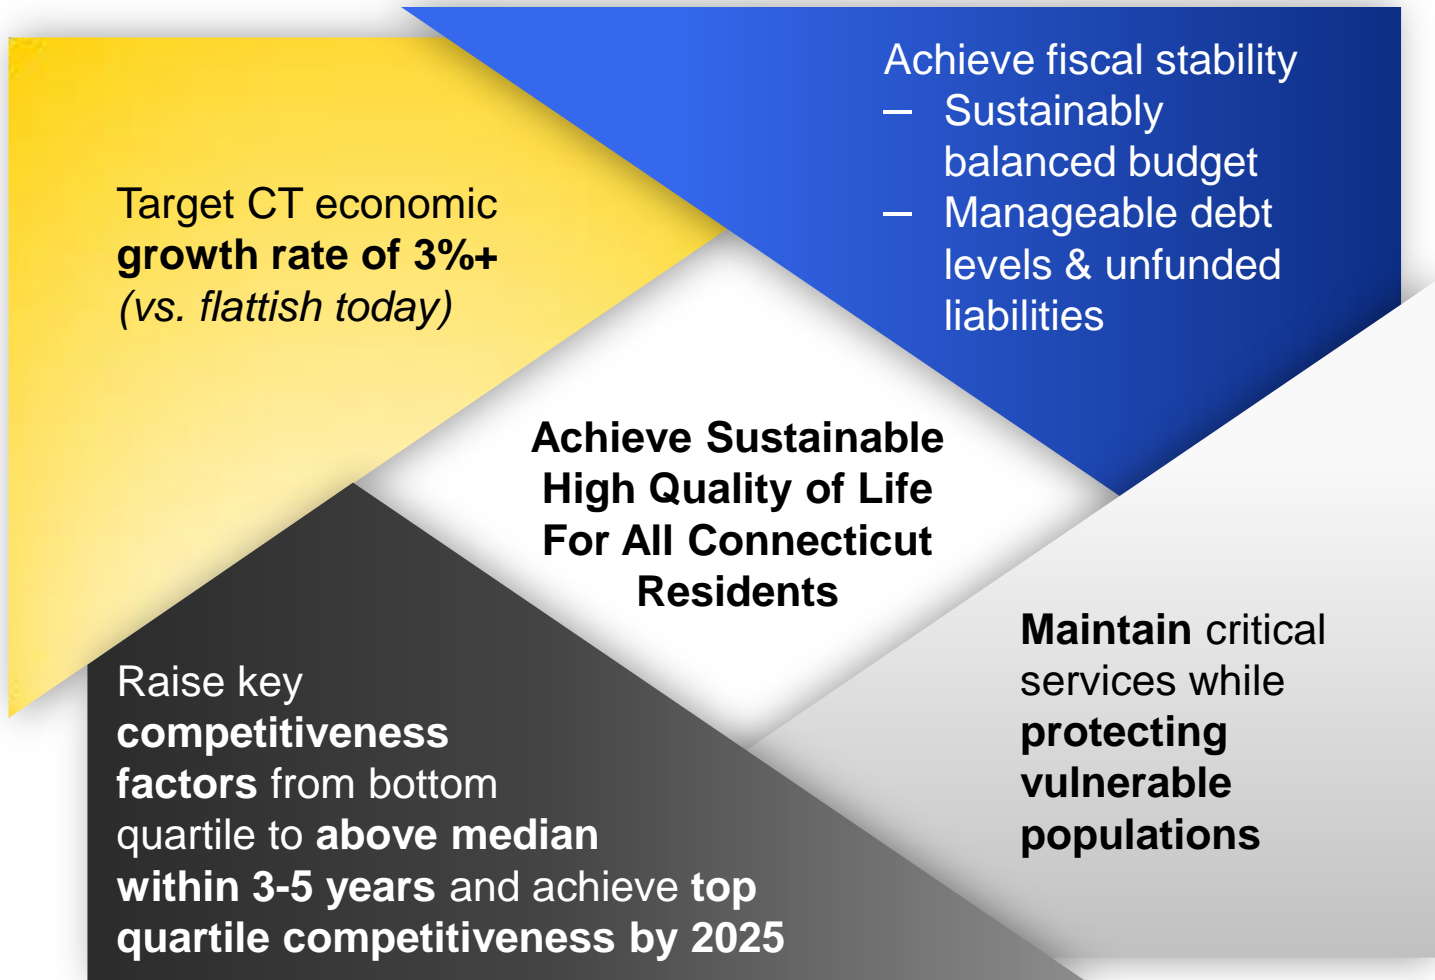 Target CT economic
growth rate of 3%+
(vs. flattish today)
Achieve fiscal stability
– Sustainably
balanced budget
– Manageable debt
levels & unfunded
liabilities
Achieve Sustainable
High Quality of Life
For All Connecticut
Residents
Raise key
competitiveness
factors from bottom
quartile to above median
within 3-5 years and achieve top
quartile competitiveness by 2025
Maintain critical
services while
protecting
vulnerable
populations